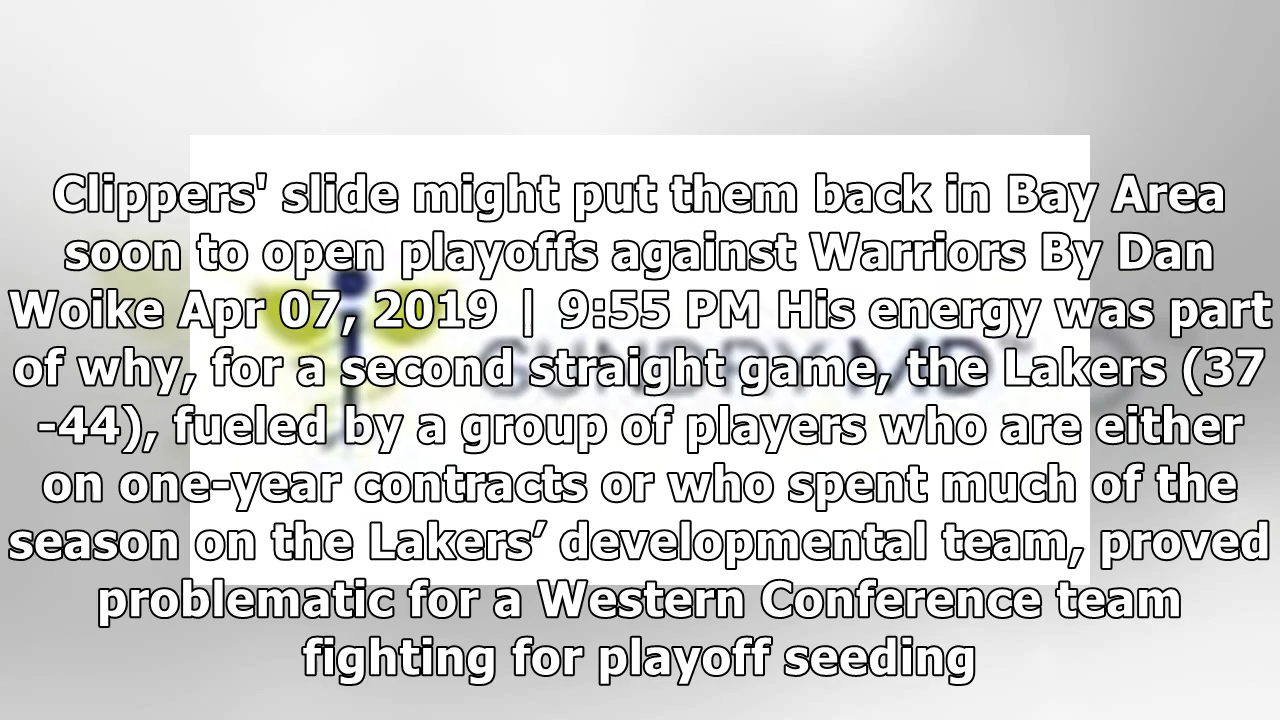 Clippers' slide might put them back in Bay Area
soon to open playoffs against Warriors By Dan
Woike Apr 07, 2019 | 9:55 PM His energy was part
of why, for a second straight game, the Lakers (37
-44), fueled by a group of players who are either
on one-year contracts or who spent much of the
season on the Lakers’ developmental team, proved
problematic for a Western Conference team
fighting for playoff seeding
GUNDRY MD